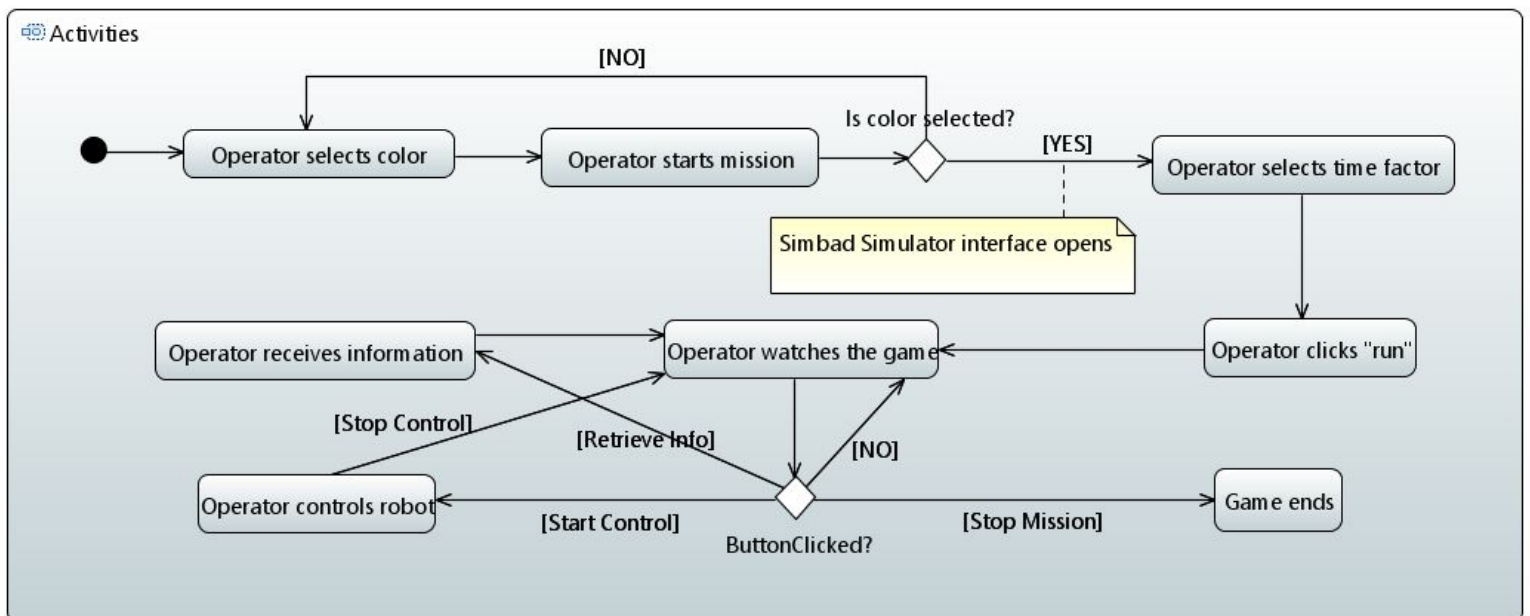 Activities
[NO]
Is color selected?
Operator selects color
Operator starts mission
[YES]
Operator selects time factor
Simbad Simulator interface opens
Operator receives information
Operator watches the game
Operator clicks "run"
[Stop Control]
[Retrieve Info]
[NO]
Operator controls robot
[Start Control]
[Stop Mission]
Game ends
ButtonClicked?